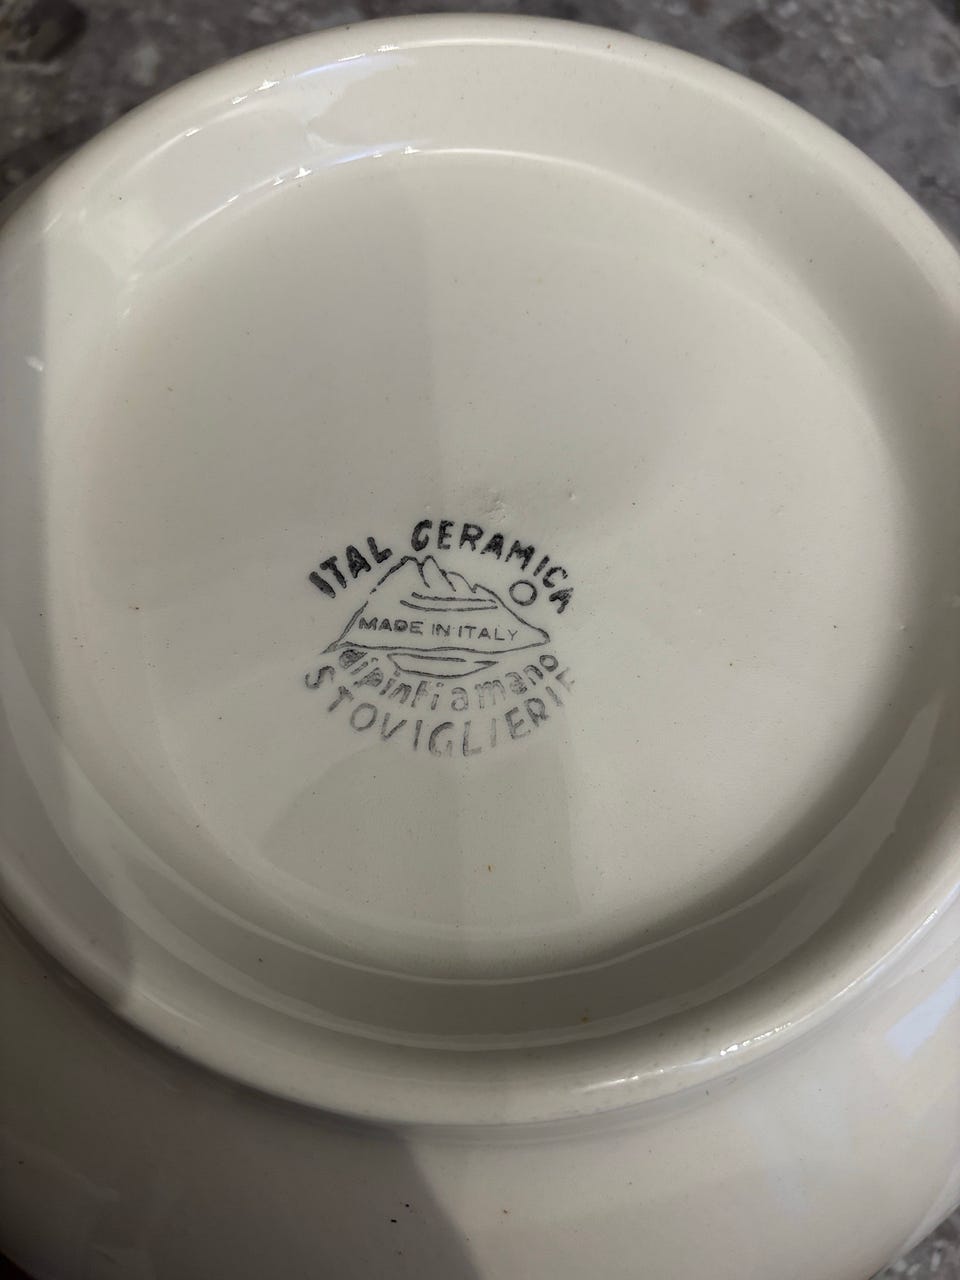 ITAL CERAMICA
MADE IN ITALY
dipinti a mano
STOVIGLIERIE